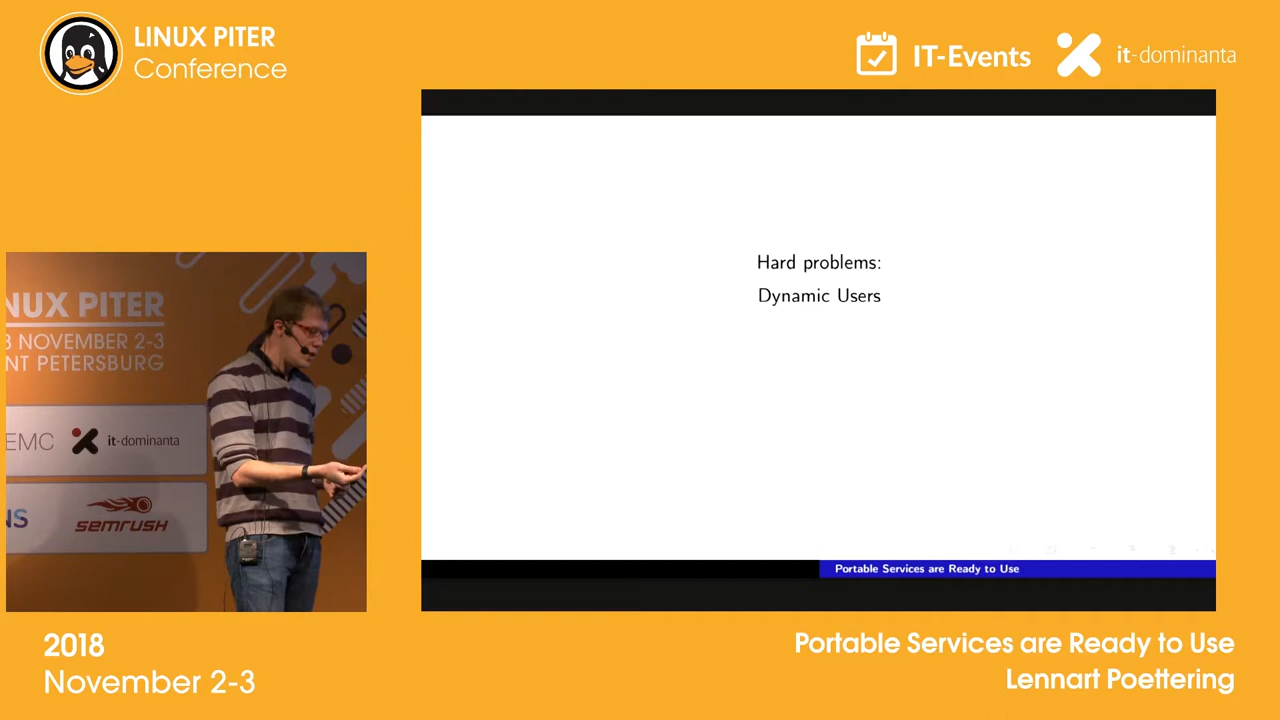 LINUX PITER
Conference
IT-Events
it-dominanta
Hard problems:
Dynamic Users
NUX PITER
NOVEMBER 2-3
NT PETERSBURG
EMC
it-dominanta
NS
semrush
Portable Services are Ready to Use
2018
November 2-3
Portable Services are Ready to Use
Lennart Poettering